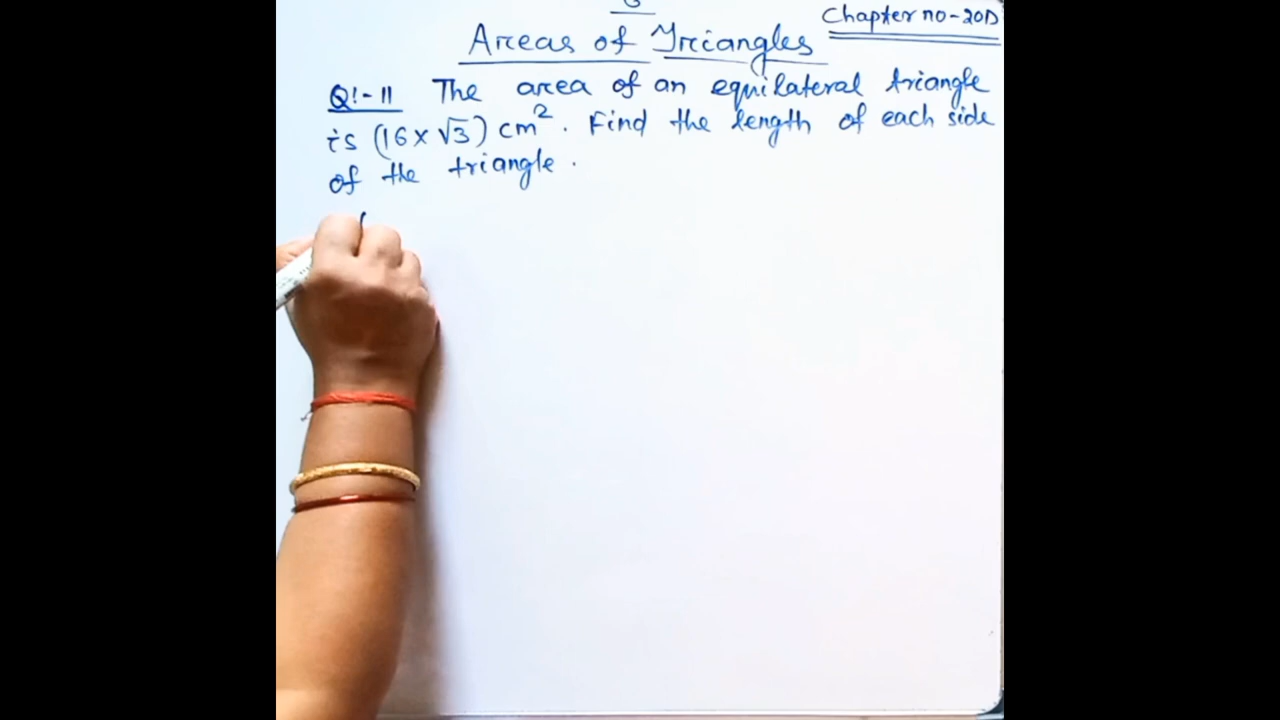 Chapter no-20D
Areas of Triangles
Q!-11 The area of an equilateral triangle
is (16×√3) cm². Find the length of each side
of the triangle.